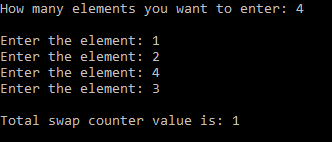 How many elements you want to enter: 4
Enter the element: 1
Enter the element: 2
Enter the element: 4
Enter the element: 3
Total swap counter value is: 1